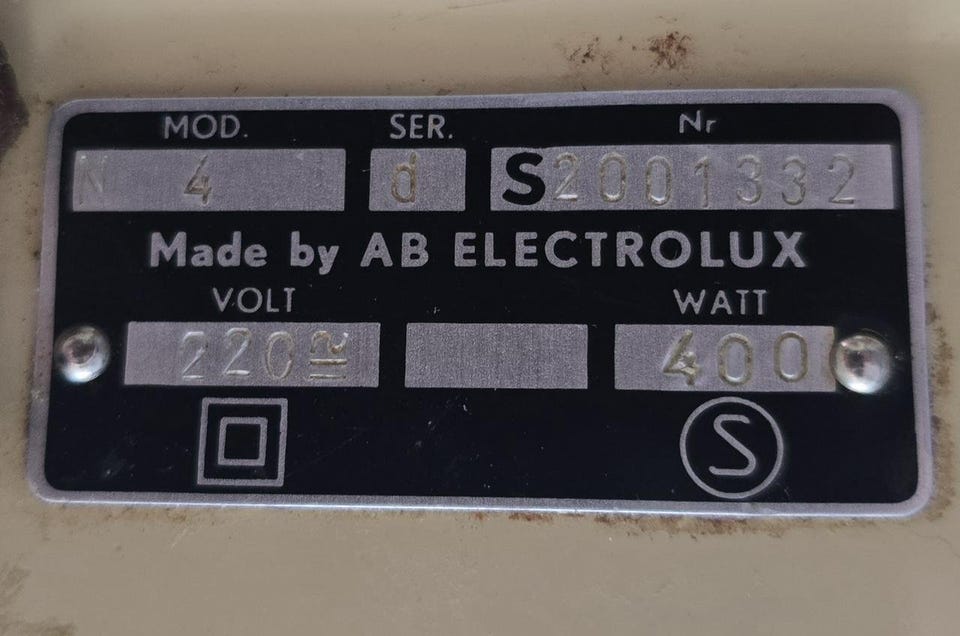 MOD. SER. Nr
N 4 d S2001332
Made by AB ELECTROLUX
VOLT WATT
220≂ 400
S